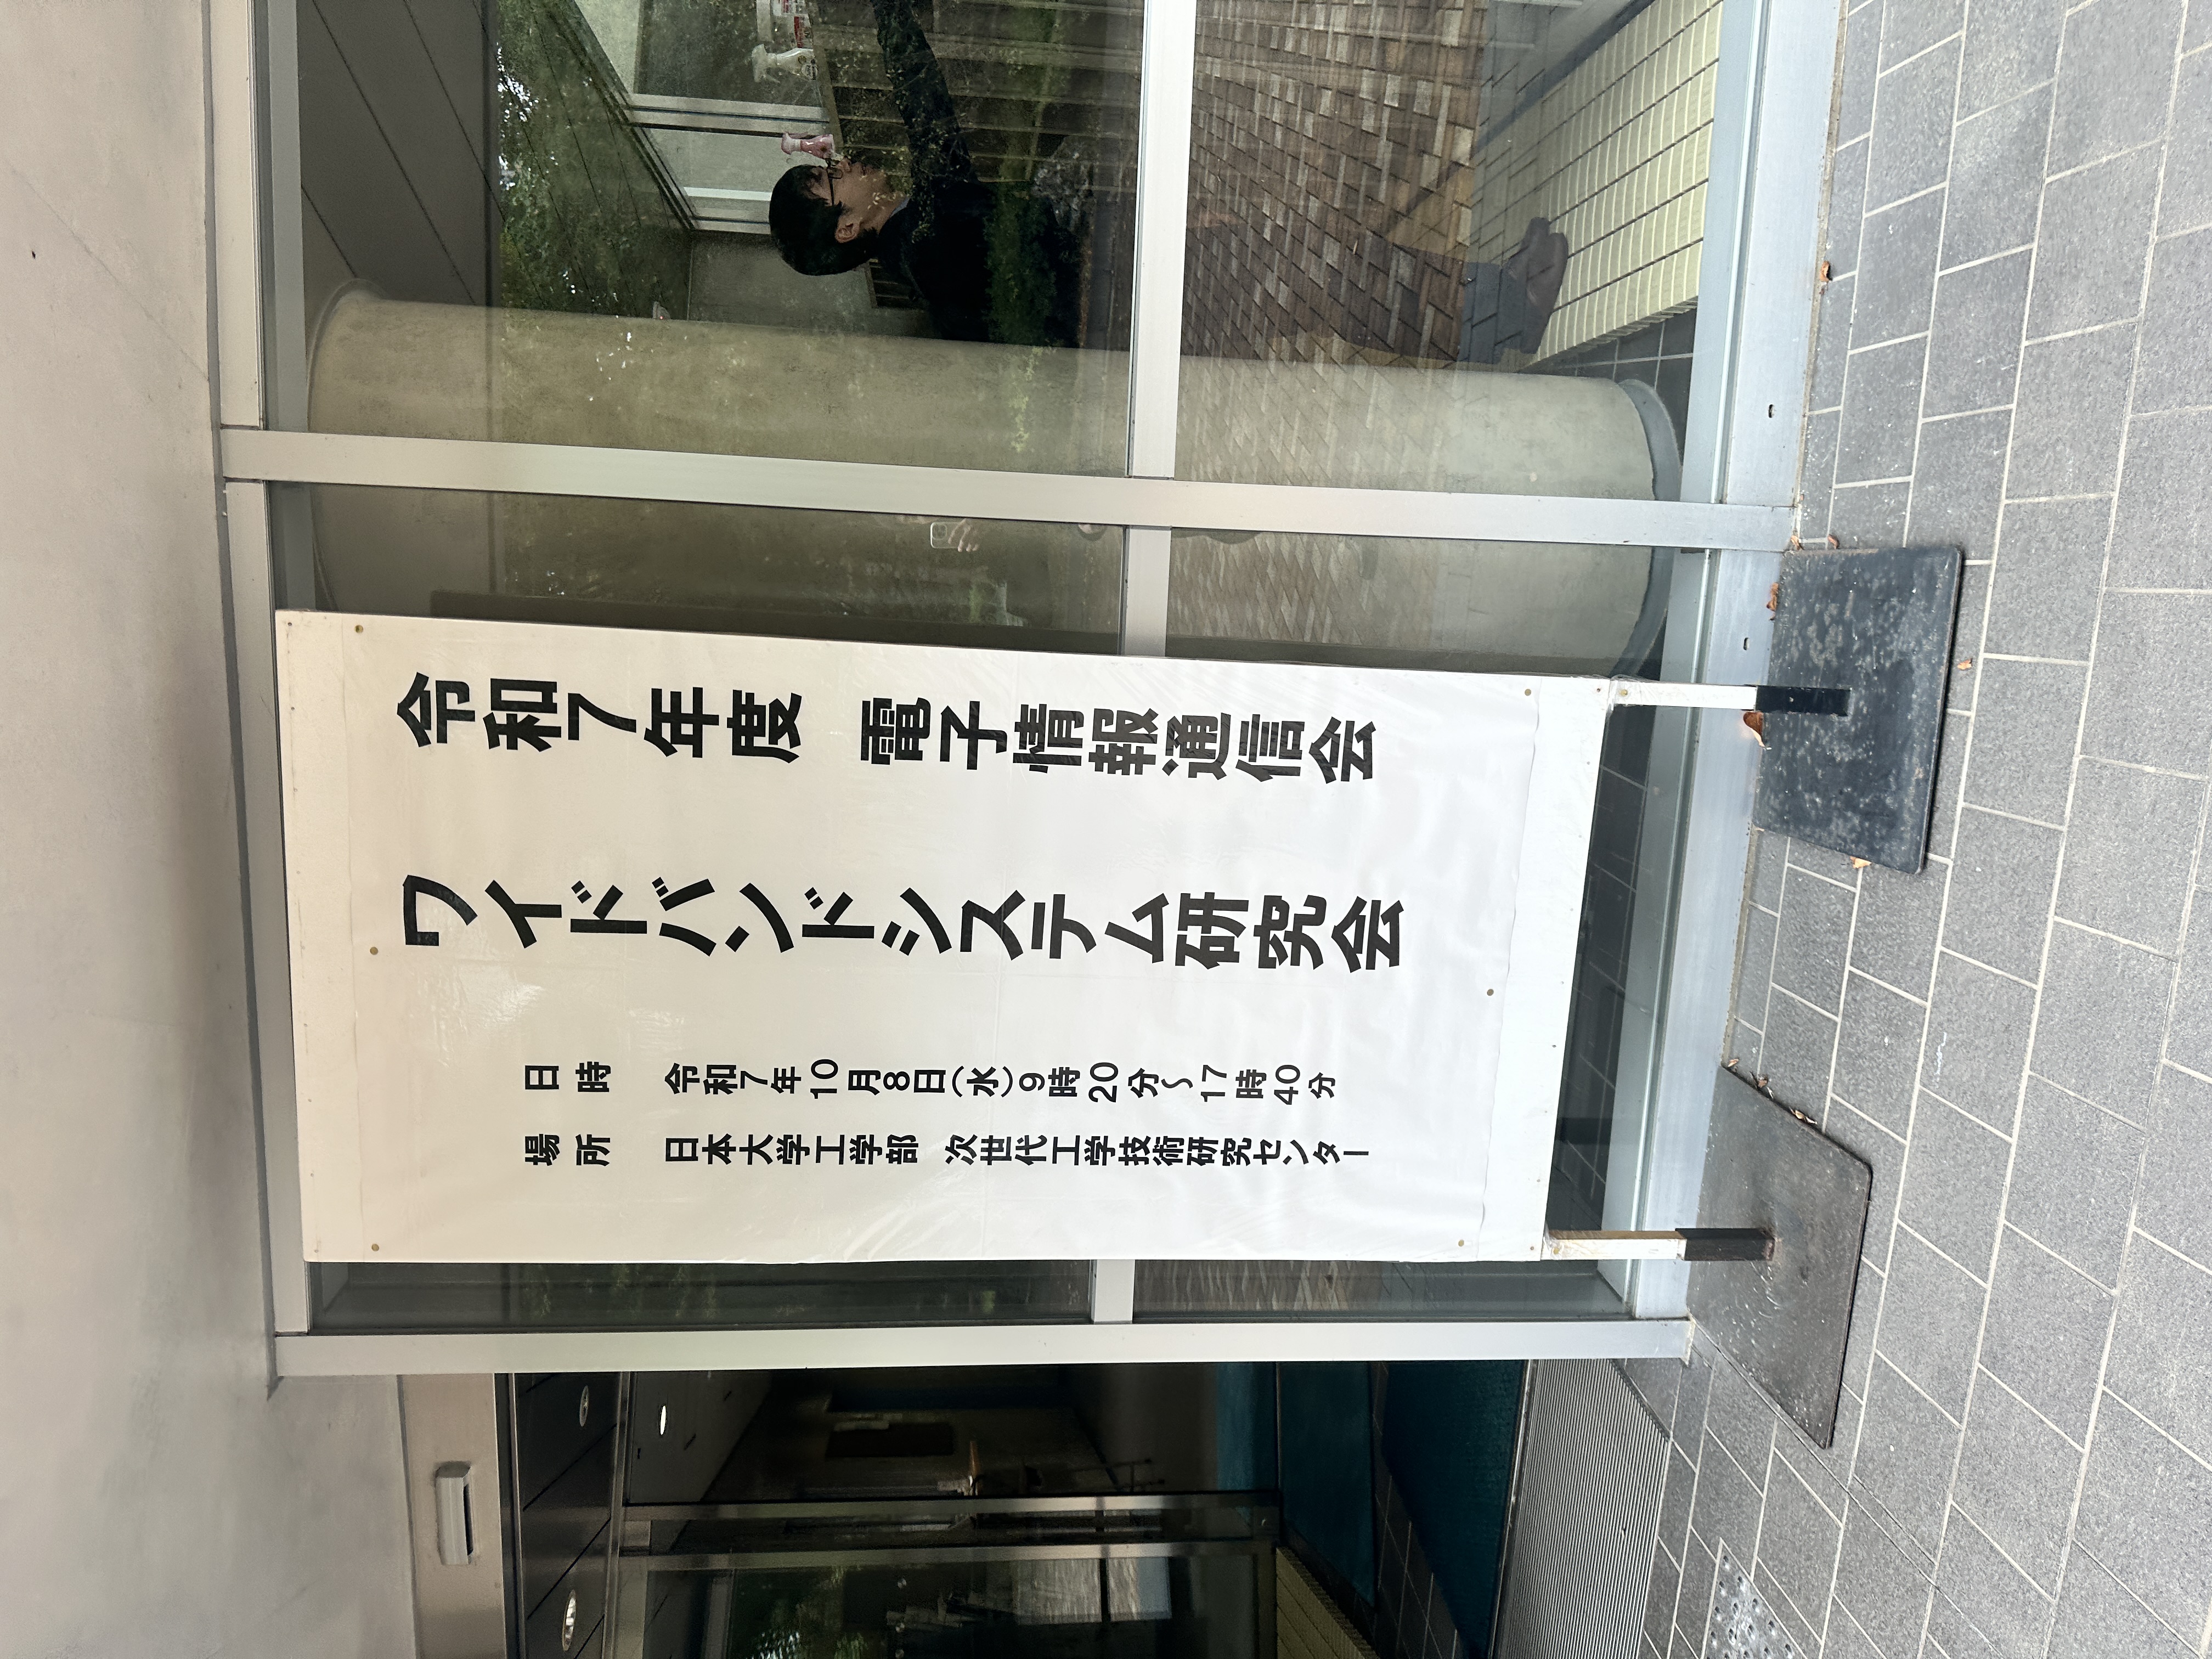 令和7年度 電子情報通信会
ワイドバンドシステム研究会
日時 令和7年10月8日(水)9時20分~17時40分
場所 日本大学工学部 次世代工学技術研究センター